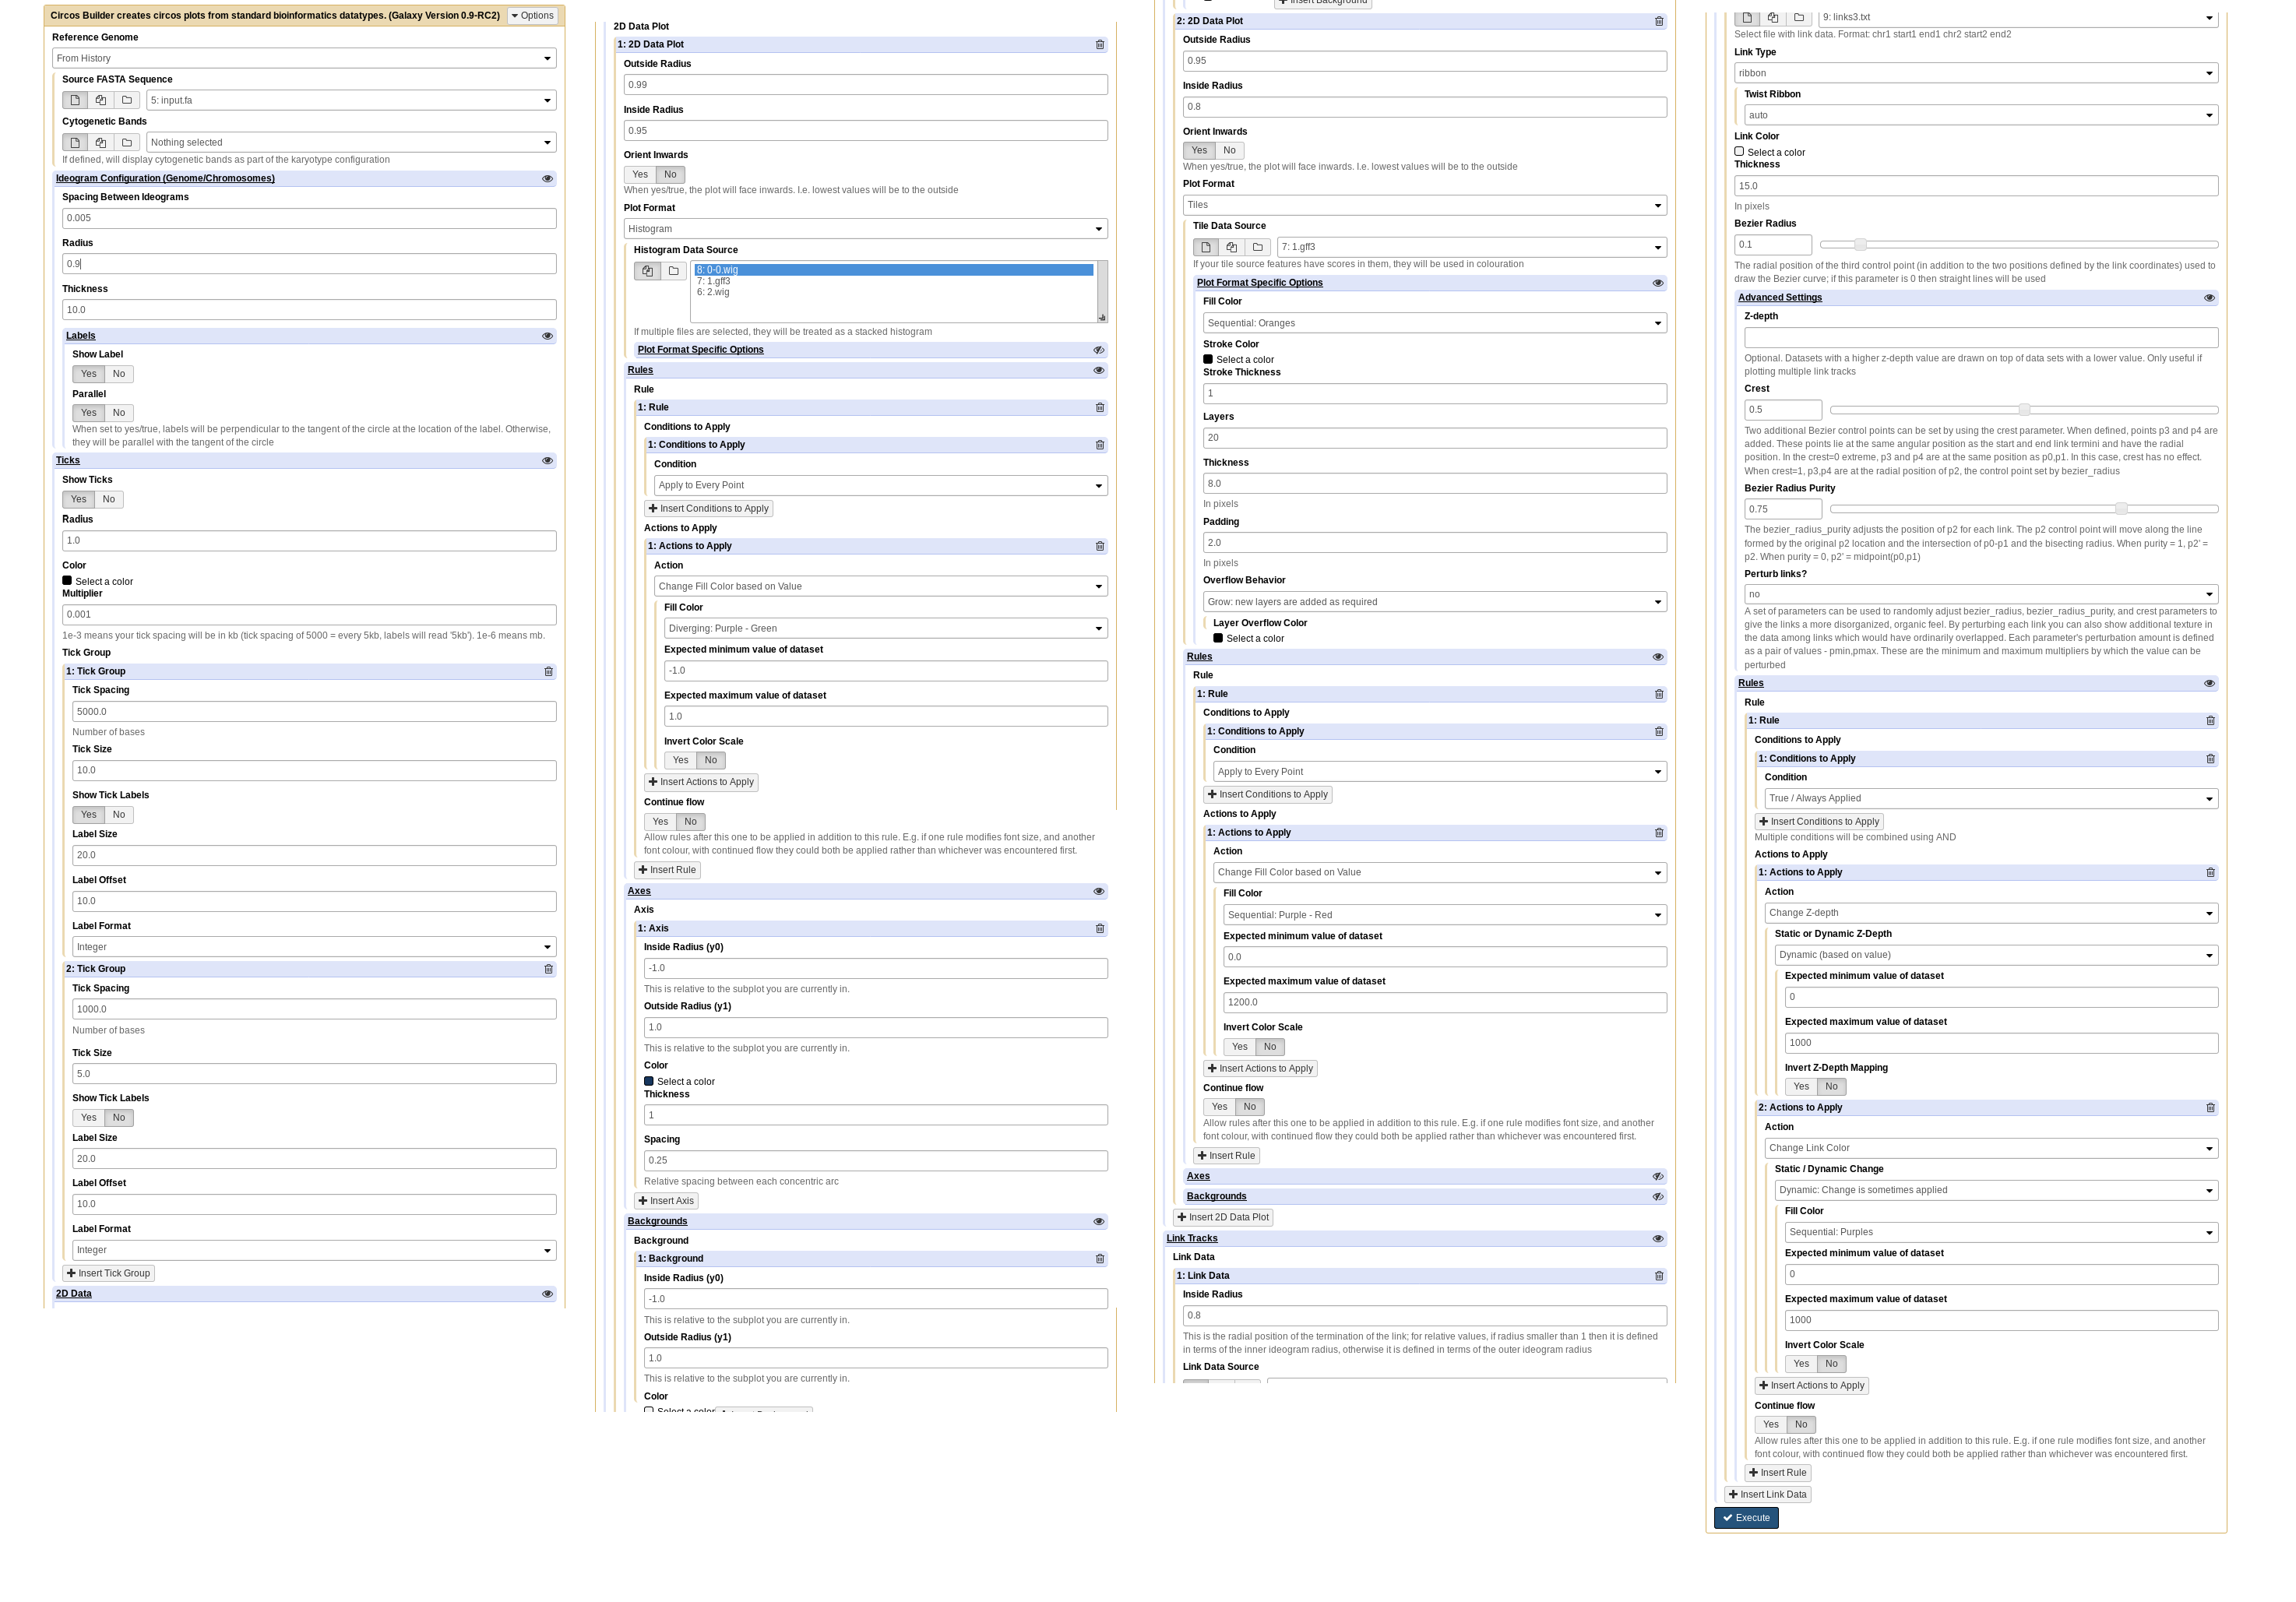 Circos Builder creates circos plots from standard bioinformatics datatypes. (Galaxy Version 0.9-RC2)
Options
Reference Genome
From History
Source FASTA Sequence
5: input.fa
Cytogenetic Bands
Nothing selected
If defined, will display cytogenetic bands as part of the karyotype configuration
Ideogram Configuration (Genome/Chromosomes)
Spacing Between Ideograms
0.005
Radius
0.9
Thickness
10.0
Labels
Show Label
Yes No
Parallel
Yes No
When set to yes/true, labels will be perpendicular to the tangent of the circle at the location of the label. Otherwise,
they will be parallel with the tangent of the circle
Ticks
Show Ticks
Yes No
Radius
1.0
Color
Select a color
Multiplier
0.001
1e-3 means your tick spacing will be in kb (tick spacing of 5000 = every 5kb, labels will read '5kb'). 1e-6 means mb.
Tick Group
1: Tick Group
Tick Spacing
5000.0
Number of bases
Tick Size
10.0
Show Tick Labels
Yes No
Label Size
20.0
Label Offset
10.0
Label Format
Integer
2: Tick Group
Tick Spacing
1000.0
Number of bases
Tick Size
5.0
Show Tick Labels
Yes No
Label Size
20.0
Label Offset
10.0
Label Format
Integer
Insert Tick Group
2D Data
2D Data Plot
1: 2D Data Plot
Outside Radius
0.99
Inside Radius
0.95
Orient Inwards
Yes No
When yes/true, the plot will face inwards. I.e. lowest values will be to the outside
Plot Format
Histogram
Histogram Data Source
8: 0-0.wig
7: 1.gff3
6: 2.wig
If multiple files are selected, they will be treated as a stacked histogram
Plot Format Specific Options
Rules
Rule
1: Rule
Conditions to Apply
1: Conditions to Apply
Condition
Apply to Every Point
Insert Conditions to Apply
Actions to Apply
1: Actions to Apply
Action
Change Fill Color based on Value
Fill Color
Diverging: Purple - Green
Expected minimum value of dataset
-1.0
Expected maximum value of dataset
1.0
Invert Color Scale
Yes No
Insert Actions to Apply
Continue flow
Yes No
Allow rules after this one to be applied in addition to this rule. E.g. if one rule modifies font size, and another
font colour, with continued flow they could both be applied rather than whichever was encountered first.
Insert Rule
Axes
Axis
1: Axis
Inside Radius (y0)
-1.0
This is relative to the subplot you are currently in.
Outside Radius (y1)
1.0
This is relative to the subplot you are currently in.
Color
Select a color
Thickness
1
Spacing
0.25
Relative spacing between each concentric arc
Insert Axis
Backgrounds
Background
1: Background
Inside Radius (y0)
-1.0
This is relative to the subplot you are currently in.
Outside Radius (y1)
1.0
This is relative to the subplot you are currently in.
Color
Select a color
Insert Background
2: 2D Data Plot
Outside Radius
0.95
Inside Radius
0.8
Orient Inwards
Yes No
When yes/true, the plot will face inwards. I.e. lowest values will be to the outside
Plot Format
Tiles
Tile Data Source
7: 1.gff3
If your tile source features have scores in them, they will be used in colouration
Plot Format Specific Options
Fill Color
Sequential: Oranges
Stroke Color
Select a color
Stroke Thickness
1
Layers
20
Thickness
8.0
In pixels
Padding
2.0
In pixels
Overflow Behavior
Grow: new layers are added as required
Layer Overflow Color
Select a color
Rules
Rule
1: Rule
Conditions to Apply
1: Conditions to Apply
Condition
Apply to Every Point
Insert Conditions to Apply
Actions to Apply
1: Actions to Apply
Action
Change Fill Color based on Value
Fill Color
Sequential: Purple - Red
Expected minimum value of dataset
0.0
Expected maximum value of dataset
1200.0
Invert Color Scale
Yes No
Insert Actions to Apply
Continue flow
Yes No
Allow rules after this one to be applied in addition to this rule. E.g. if one rule modifies font size, and another
font colour, with continued flow they could both be applied rather than whichever was encountered first.
Insert Rule
Axes
Backgrounds
Insert 2D Data Plot
Link Tracks
Link Data
1: Link Data
Inside Radius
0.8
This is the radial position of the termination of the link; for relative values, if radius smaller than 1 then it is defined
in terms of the inner ideogram radius, otherwise it is defined in terms of the outer ideogram radius
Link Data Source
9: links3.txt
Select file with link data. Format: chr1 start1 end1 chr2 start2 end2
Link Type
ribbon
Twist Ribbon
auto
Link Color
Select a color
Thickness
15.0
In pixels
Bezier Radius
0.1
The radial position of the third control point (in addition to the two positions defined by the link coordinates) used to
draw the Bezier curve; if this parameter is 0 then straight lines will be used
Advanced Settings
Z-depth
Optional. Datasets with a higher z-depth value are drawn on top of data sets with a lower value. Only useful if
plotting multiple link tracks
Crest
0.5
Two additional Bezier control points can be set by using the crest parameter. When defined, points p3 and p4 are
added. These points lie at the same angular position as the start and end link termini and have the radial
position. In the crest=0 extreme, p3 and p4 are at the same position as p0,p1. In this case, crest has no effect.
When crest=1, p3,p4 are at the radial position of p2, the control point set by bezier_radius
Bezier Radius Purity
0.75
The bezier_radius_purity adjusts the position of p2 for each link. The p2 control point will move along the line
formed by the original p2 location and the intersection of p0-p1 and the bisecting radius. When purity = 1, p2' =
p2. When purity = 0, p2' = midpoint(p0,p1)
Perturb links?
no
A set of parameters can be used to randomly adjust bezier_radius, bezier_radius_purity, and crest parameters to
give the links a more disorganized, organic feel. By perturbing each link you can also show additional texture in
the data among links which would have ordinarily overlapped. Each parameter's perturbation amount is defined
as a pair of values - pmin,pmax. These are the minimum and maximum multipliers by which the value can be
perturbed
Rules
Rule
1: Rule
Conditions to Apply
1: Conditions to Apply
Condition
True / Always Applied
Insert Conditions to Apply
Multiple conditions will be combined using AND
Actions to Apply
1: Actions to Apply
Action
Change Z-depth
Static or Dynamic Z-Depth
Dynamic (based on value)
Expected minimum value of dataset
0
Expected maximum value of dataset
1000
Invert Z-Depth Mapping
Yes No
2: Actions to Apply
Action
Change Link Color
Static / Dynamic Change
Dynamic: Change is sometimes applied
Fill Color
Sequential: Purples
Expected minimum value of dataset
0
Expected maximum value of dataset
1000
Invert Color Scale
Yes No
Insert Actions to Apply
Continue flow
Yes No
Allow rules after this one to be applied in addition to this rule. E.g. if one rule modifies font size, and another
font colour, with continued flow they could both be applied rather than whichever was encountered first.
Insert Rule
Insert Link Data
Execute